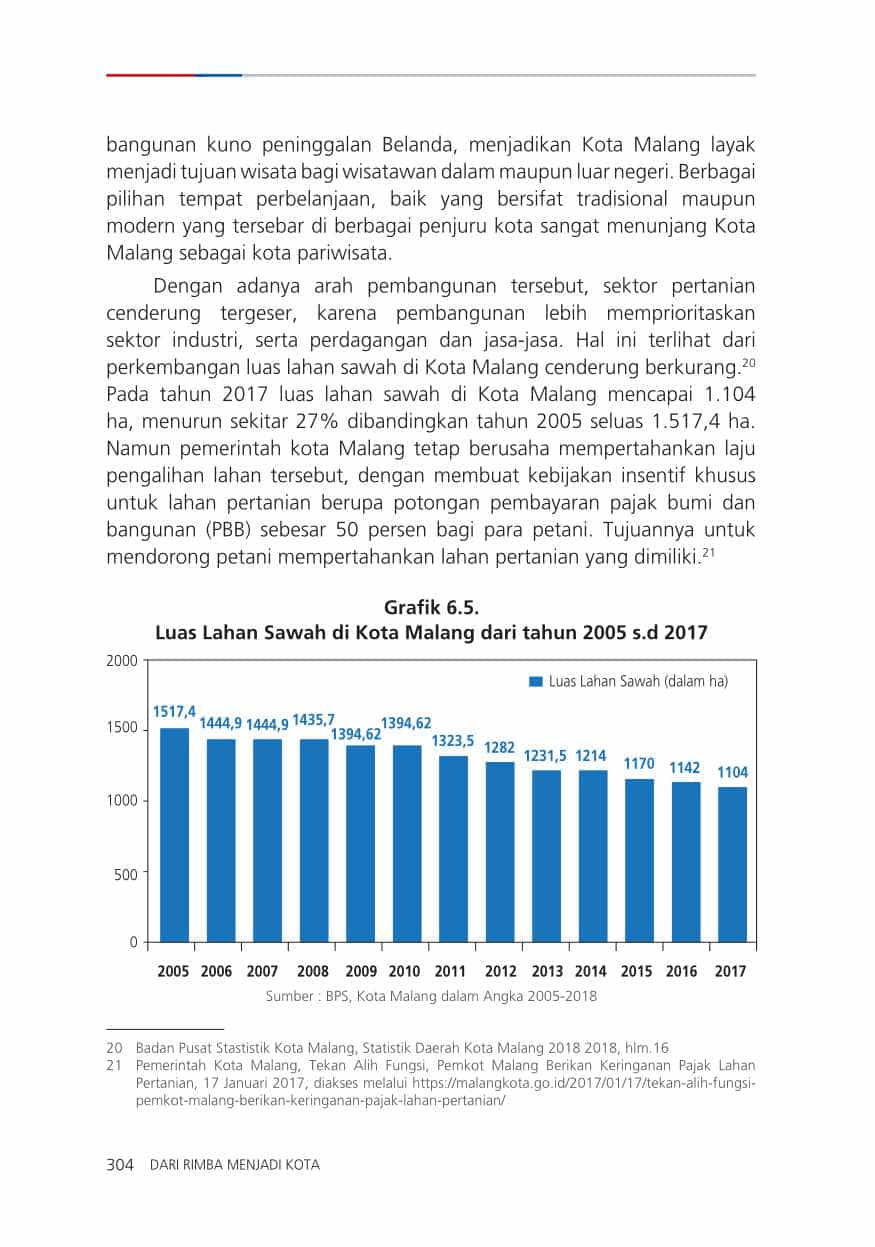 bangunan kuno peninggalan Belanda, menjadikan Kota Malang layak
menjadi tujuan wisata bagi wisatawan dalam maupun luar negeri. Berbagai
pilihan tempat perbelanjaan, baik yang bersifat tradisional maupun
modern yang tersebar di berbagai penjuru kota sangat menunjang Kota
Malang sebagai kota pariwisata.
Dengan adanya arah pembangunan tersebut, sektor pertanian
cenderung tergeser, karena pembangunan lebih memprioritaskan
sektor industri, serta perdagangan dan jasa-jasa. Hal ini terlihat dari
perkembangan luas lahan sawah di Kota Malang cenderung berkurang.20
Pada tahun 2017 luas lahan sawah di Kota Malang mencapai 1.104
ha, menurun sekitar 27% dibandingkan tahun 2005 seluas 1.517,4 ha.
Namun pemerintah kota Malang tetap berusaha mempertahankan laju
pengalihan lahan tersebut, dengan membuat kebijakan insentif khusus
untuk lahan pertanian berupa potongan pembayaran pajak bumi dan
bangunan (PBB) sebesar 50 persen bagi para petani. Tujuannya untuk
mendorong petani mempertahankan lahan pertanian yang dimiliki.21
Grafik 6.5.
Luas Lahan Sawah di Kota Malang dari tahun 2005 s.d 2017
2000
Luas Lahan Sawah (dalam ha)
1500
1517,4 1444,9 1444,9 1435,7 1394,62 1394,62 1323,5 1282 1231,5 1214 1170 1142 1104
1000
500
0
2005 2006 2007 2008 2009 2010 2011 2012 2013 2014 2015 2016 2017
Sumber : BPS, Kota Malang dalam Angka 2005-2018
20 Badan Pusat Stastistik Kota Malang, Statistik Daerah Kota Malang 2018 2018, hlm.16
21 Pemerintah Kota Malang, Tekan Alih Fungsi, Pemkot Malang Berikan Keringanan Pajak Lahan
Pertanian, 17 Januari 2017, diakses melalui https://malangkota.go.id/2017/01/17/tekan-alih-fungsi-
pemkot-malang-berikan-keringanan-pajak-lahan-pertanian/
304 DARI RIMBA MENJADI KOTA